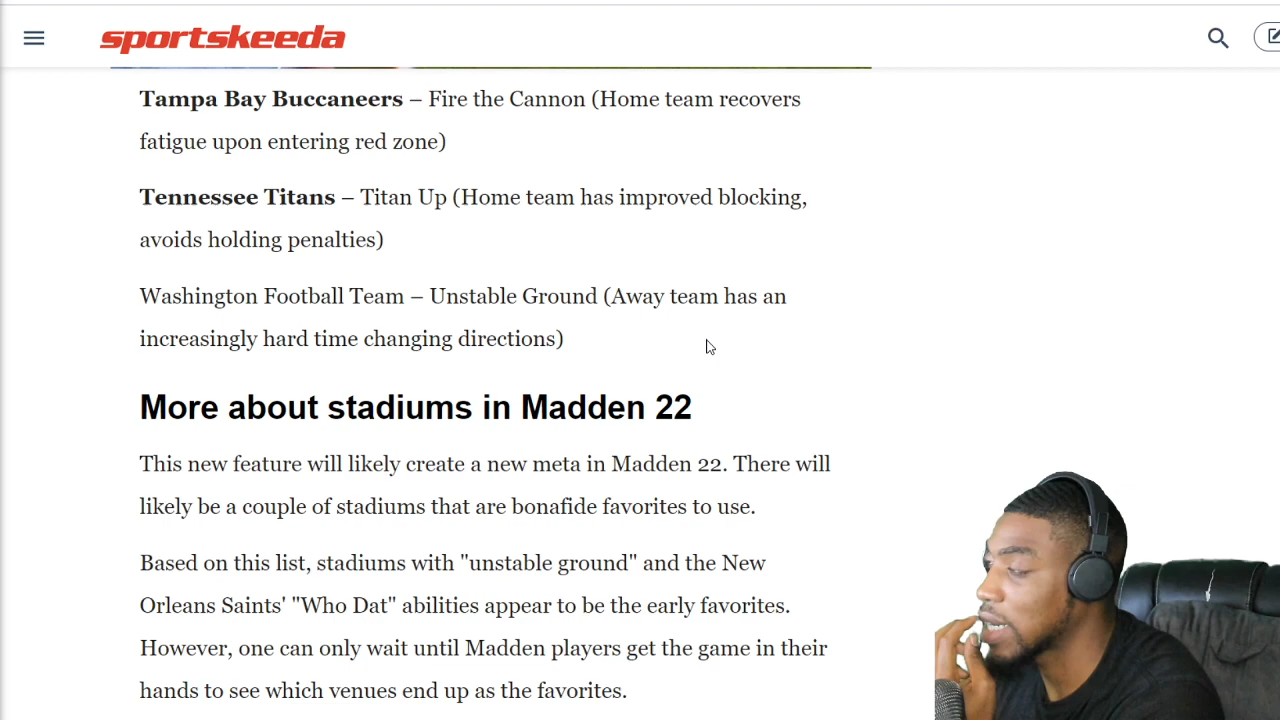 sportskeeda
Tampa Bay Buccaneers – Fire the Cannon (Home team recovers
fatigue upon entering red zone)
Tennessee Titans – Titan Up (Home team has improved blocking,
avoids holding penalties)
Washington Football Team – Unstable Ground (Away team has an
increasingly hard time changing directions)
More about stadiums in Madden 22
This new feature will likely create a new meta in Madden 22. There will
likely be a couple of stadiums that are bonafide favorites to use.
Based on this list, stadiums with "unstable ground" and the New
Orleans Saints' "Who Dat" abilities appear to be the early favorites.
However, one can only wait until Madden players get the game in their
hands to see which venues end up as the favorites.